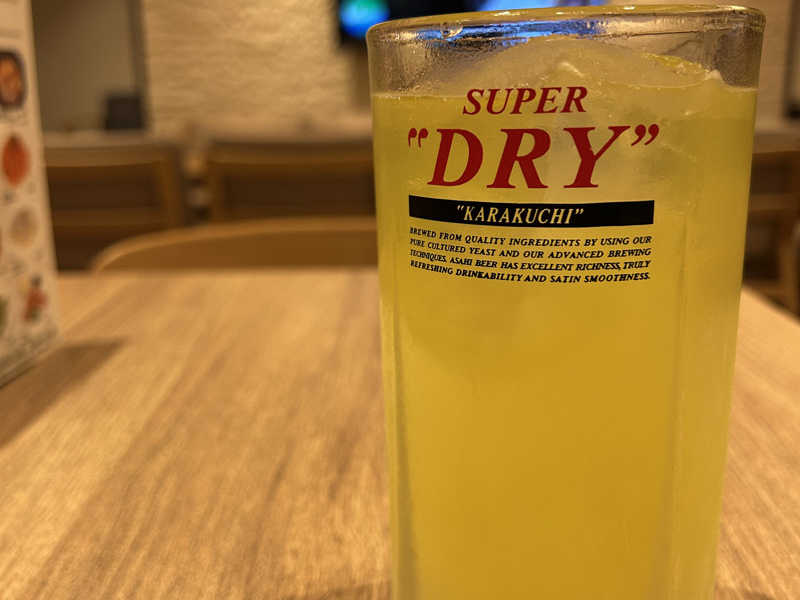 SUPER
"DRY"
"KARAKUCHI"
BREWED FROM QUALITY INGREDIENTS BY USING OUR
PURE CULTURED YEAST AND OUR ADVANCED BREWING
TECHNIQUES. ASAHI BEER HAS EXCELLENT RICHNESS, TRULY
REFRESHING DRINKABILITY AND SATIN SMOOTHNESS.